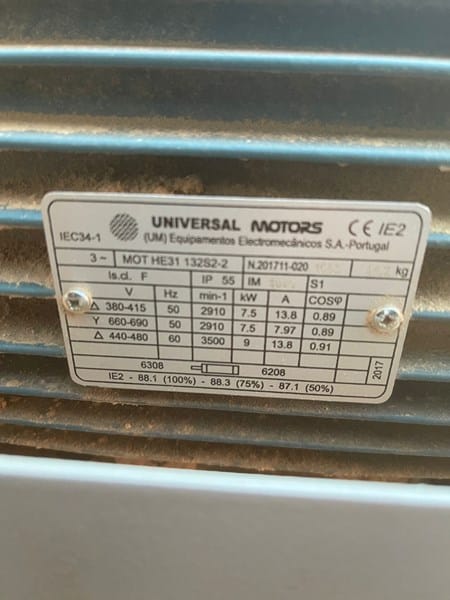 IEC34-1 UNIVERSAL MOTORS CE IE2
(UM) Equipamentos Electromecânicos S.A.-Portugal
3 ~ MOT HE31 132S2-2 N.201711-020 kg
Is.cl. F IP 55 IM S1
V Hz min-1 kW A COSφ
Δ 380-415 50 2910 7.5 13.8 0.89
Y 660-690 50 2910 7.5 7.97 0.89
Δ 440-480 60 3500 9 13.8 0.91
6308 6208
IE2 - 88.1 (100%) - 88.3 (75%) - 87.1 (50%)
2017